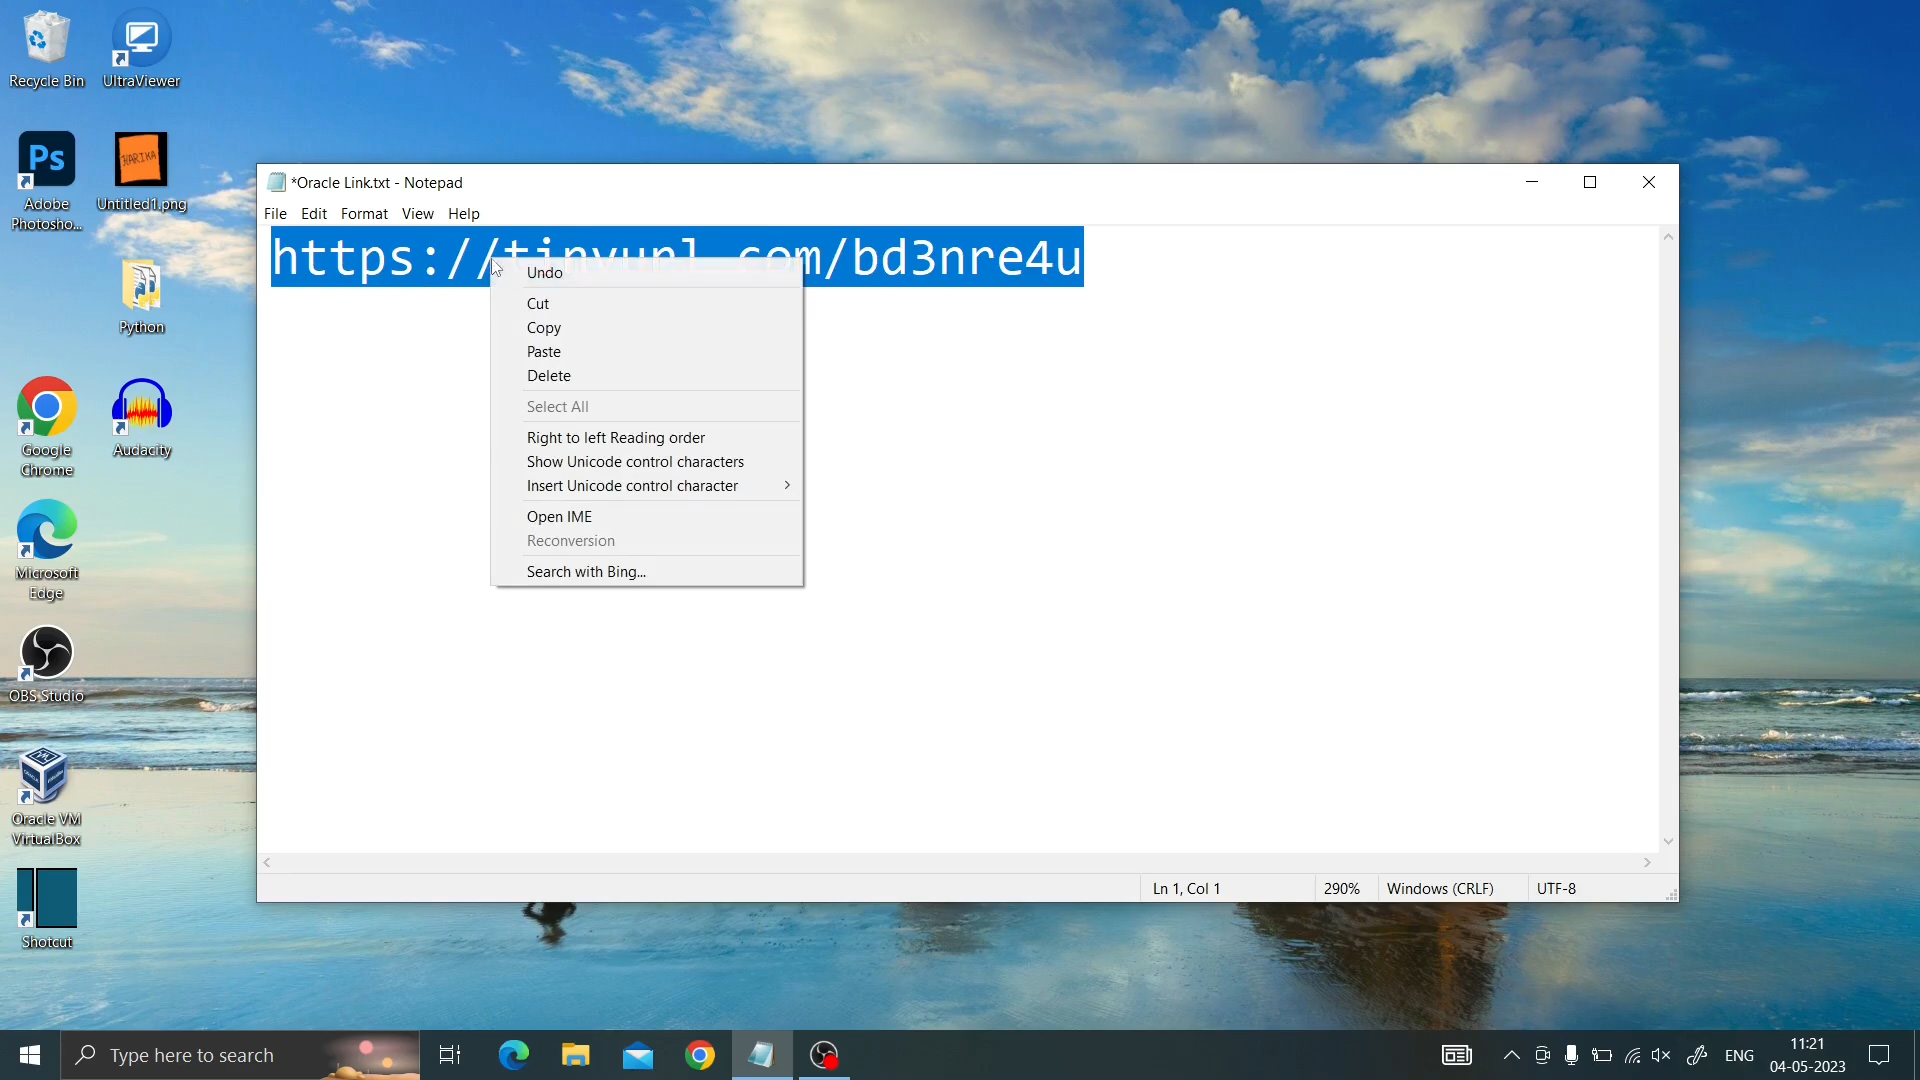 Recycle Bin
UltraViewer
Ps
HARIKA
Adobe
Photosho...
Untitled1.png
Python
Google
Chrome
Audacity
Microsoft
Edge
OBS Studio
Oracle VM
VirtualBox
Shotcut
*Oracle Link.txt - Notepad
File Edit Format View Help
https://tinyurl.com/bd3nre4u
Undo
Cut
Copy
Paste
Delete
Select All
Right to left Reading order
Show Unicode control characters
Insert Unicode control character
Open IME
Reconversion
Search with Bing...
Ln 1, Col 1 290% Windows (CRLF) UTF-8
Type here to search
ENG
11:21
04-05-2023